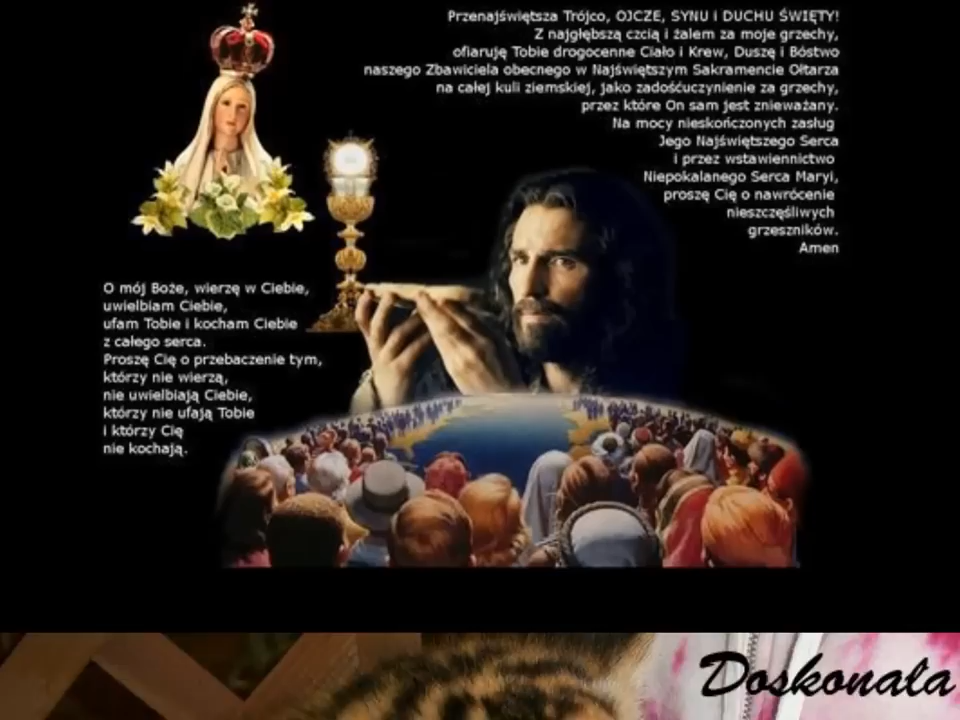 Przenajświętsza Trójco, OJCZE, SYNU i DUCHU ŚWIĘTY!
Z najgłębszą czcią i żalem za moje grzechy,
ofiaruję Tobie drogocenne Ciało i Krew, Duszę i Bóstwo
naszego Zbawiciela obecnego w Najświętszym Sakramencie Ołtarza
na całej kuli ziemskiej, jako zadośćuczynienie za grzechy,
przez które On sam jest znieważany.
Na mocy nieskończonych zasług
Jego Najświętszego Serca
i przez wstawiennictwo
Niepokalanego Serca Maryi,
proszę Cię o nawrócenie
nieszczęśliwych
grzeszników.
Amen
O mój Boże, wierzę w Ciebie,
uwielbiam Ciebie,
ufam Tobie i kocham Ciebie
z całego serca.
Proszę Cię o przebaczenie tym,
którzy nie wierzą,
nie uwielbiają Ciebie,
którzy nie ufają Tobie
i którzy Cię
nie kochają.
Doskonała